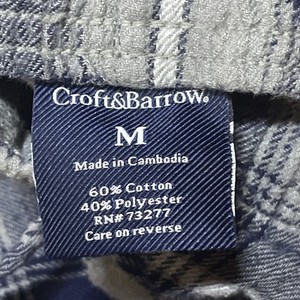 Croft&Barrow®
M
Made in Cambodia
60% Cotton
40% Polyester
RN# 73277
Care on reverse